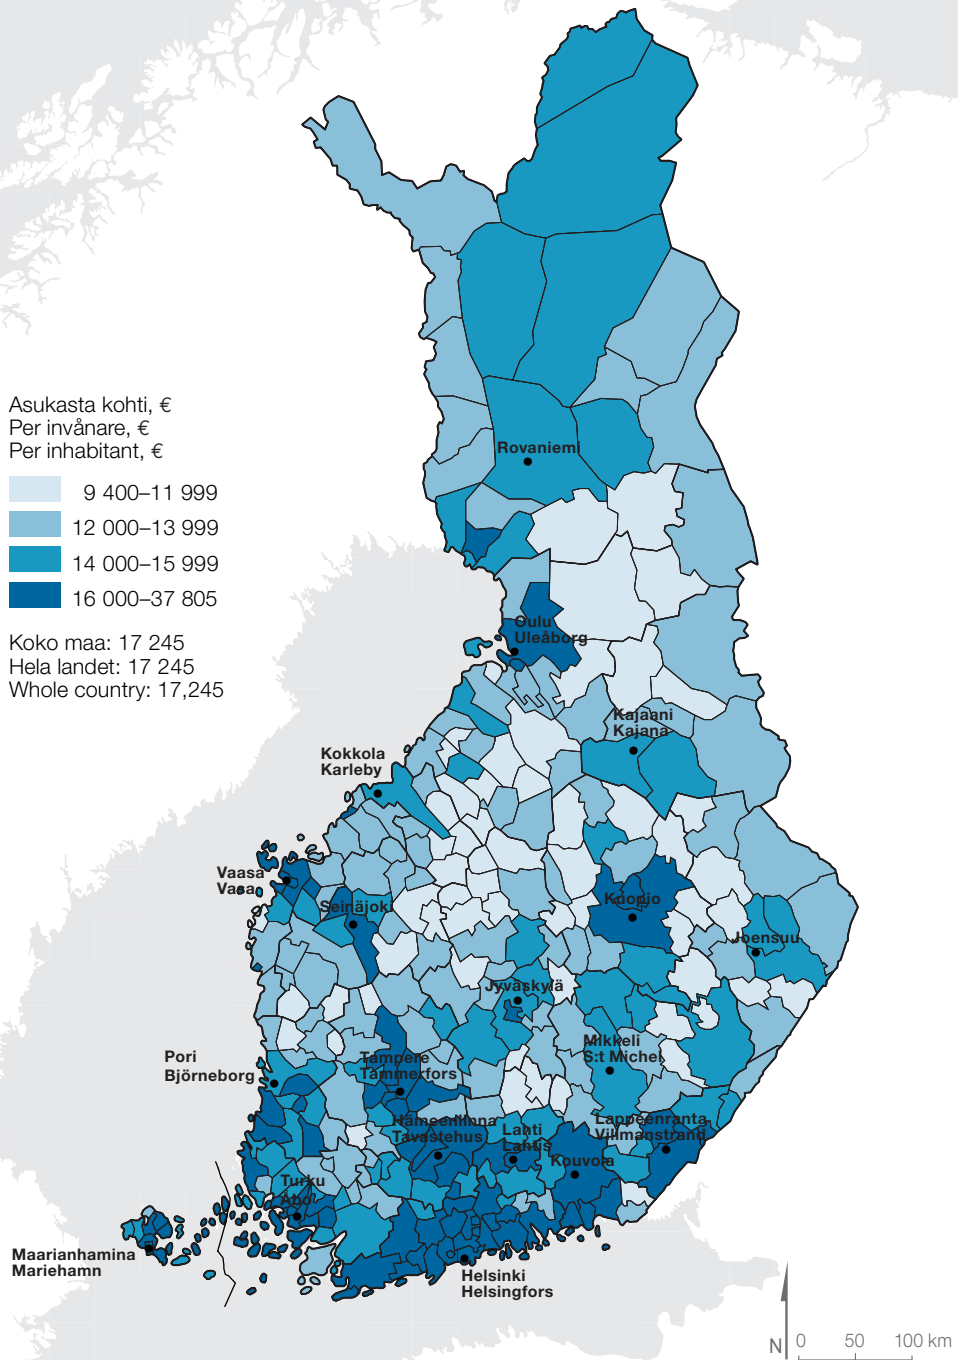 Asukasta kohti, €
Per invånare, €
Per inhabitant, €
9 400–11 999
12 000–13 999
14 000–15 999
16 000–37 805
Koko maa: 17 245
Hela landet: 17 245
Whole country: 17,245
Rovaniemi
Oulu
Uleåborg
Kajaani
Kajana
Kokkola
Karleby
Vaasa
Vasa
Seinäjoki
Kuopio
Joensuu
Jyväskylä
Mikkeli
S:t Michel
Pori
Björneborg
Tampere
Tammerfors
Hämeenlinna
Tavastehus
Lahti
Lahtis
Lappeenranta
Villmanstrand
Kouvola
Turku
Åbo
Maarianhamina
Mariehamn
Helsinki
Helsingfors
N 0 50 100 km